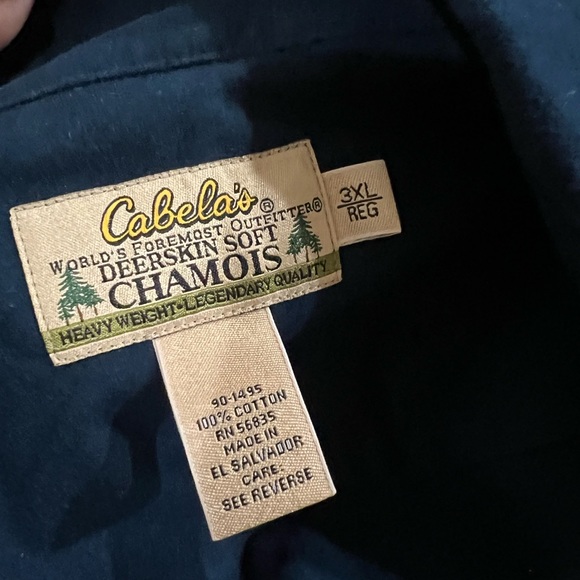 Cabela's®
WORLD'S FOREMOST OUTFITTER®
DEERSKIN SOFT
CHAMOIS
HEAVY WEIGHT-LEGENDARY QUALITY
3XL
REG
90-1495
100% COTTON
RN 56835
MADE IN
EL SALVADOR
CARE:
SEE REVERSE